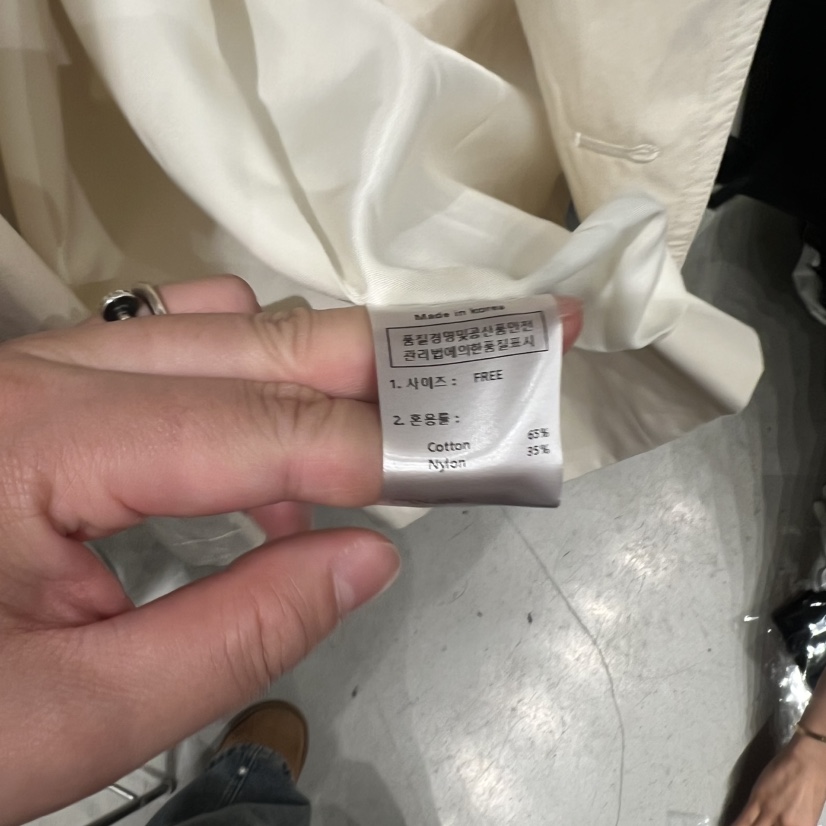 Made in korea
품질경영및공산품안전
관리법에의한품질표시
1. 사이즈 : FREE
2. 혼용률 :
Cotton 65%
Nylon 35%